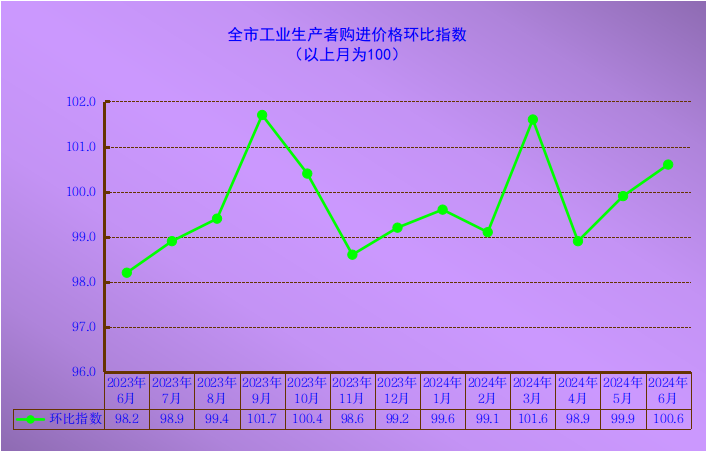 全市工业生产者购进价格环比指数
（以上月为100）
102.0
101.0
100.0
99.0
98.0
97.0
96.0
2023年 2023年 2023年 2023年 2023年 2023年 2023年 2024年 2024年 2024年 2024年 2024年 2024年
6月 7月 8月 9月 10月 11月 12月 1月 2月 3月 4月 5月 6月
环比指数 98.2 98.9 99.4 101.7 100.4 98.6 99.2 99.6 99.1 101.6 98.9 99.9 100.6